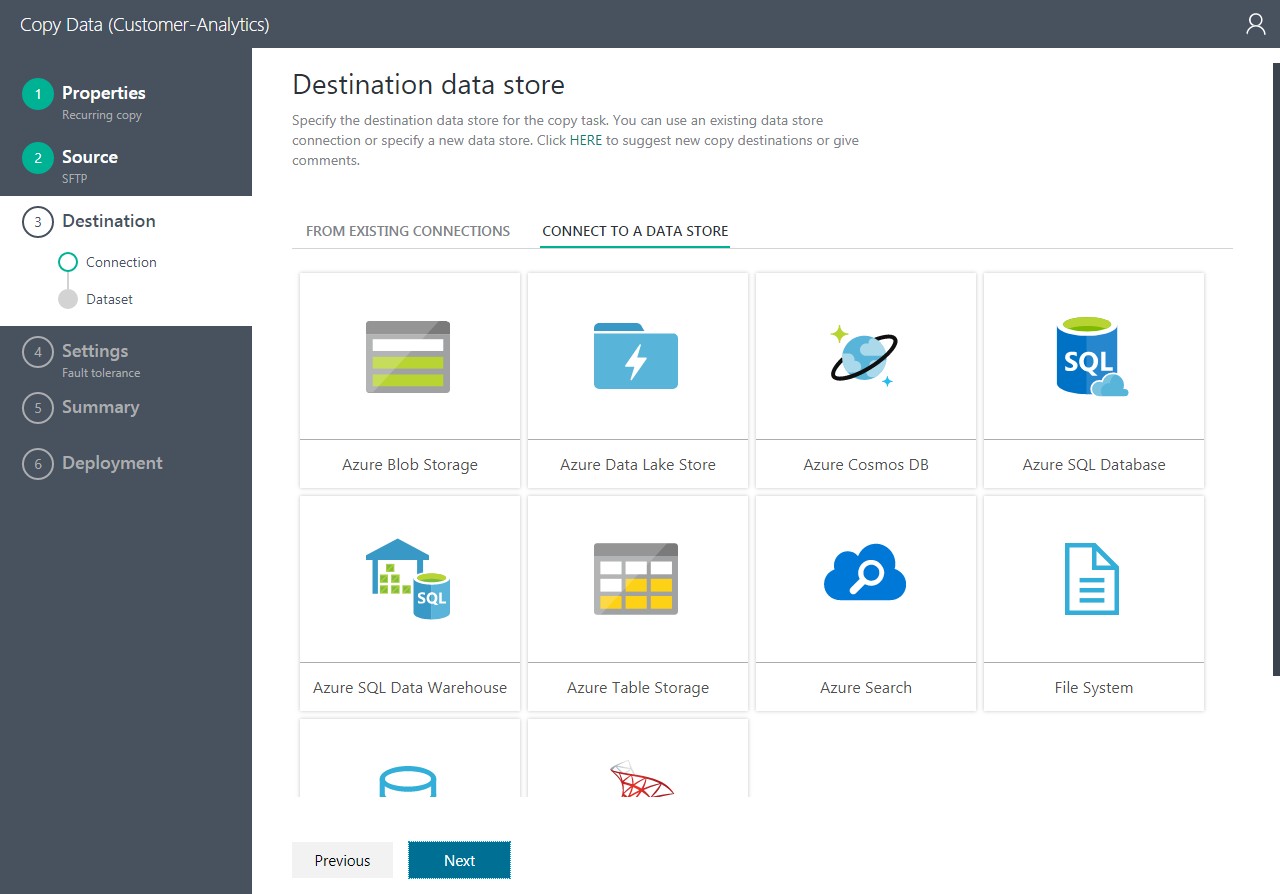 Copy Data (Customer-Analytics)
1
Properties
Recurring copy
2
Source
SFTP
3
Destination
Connection
Dataset
4
Settings
Fault tolerance
5
Summary
6
Deployment
Destination data store
Specify the destination data store for the copy task. You can use an existing data store
connection or specify a new data store. Click HERE to suggest new copy destinations or give
comments.
FROM EXISTING CONNECTIONS
CONNECT TO A DATA STORE
SQL
Azure Blob Storage
Azure Data Lake Store
Azure Cosmos DB
Azure SQL Database
SQL
Azure SQL Data Warehouse
Azure Table Storage
Azure Search
File System
Previous
Next